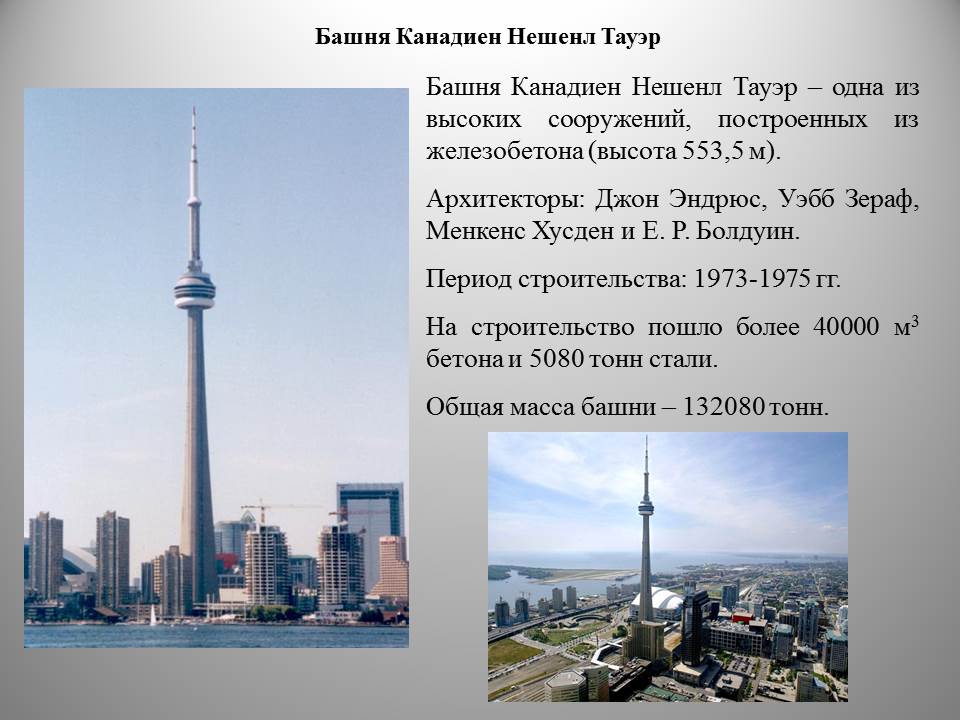 Башня Канадиен Нешенл Тауэр
Башня Канадиен Нешенл Тауэр – одна из
высоких сооружений, построенных из
железобетона (высота 553,5 м).
Архитекторы: Джон Эндрюс, Уэбб Зераф,
Менкенс Хусден и Е. Р. Болдуин.
Период строительства: 1973-1975 гг.
На строительство пошло более 40000 м³
бетона и 5080 тонн стали.
Общая масса башни – 132080 тонн.